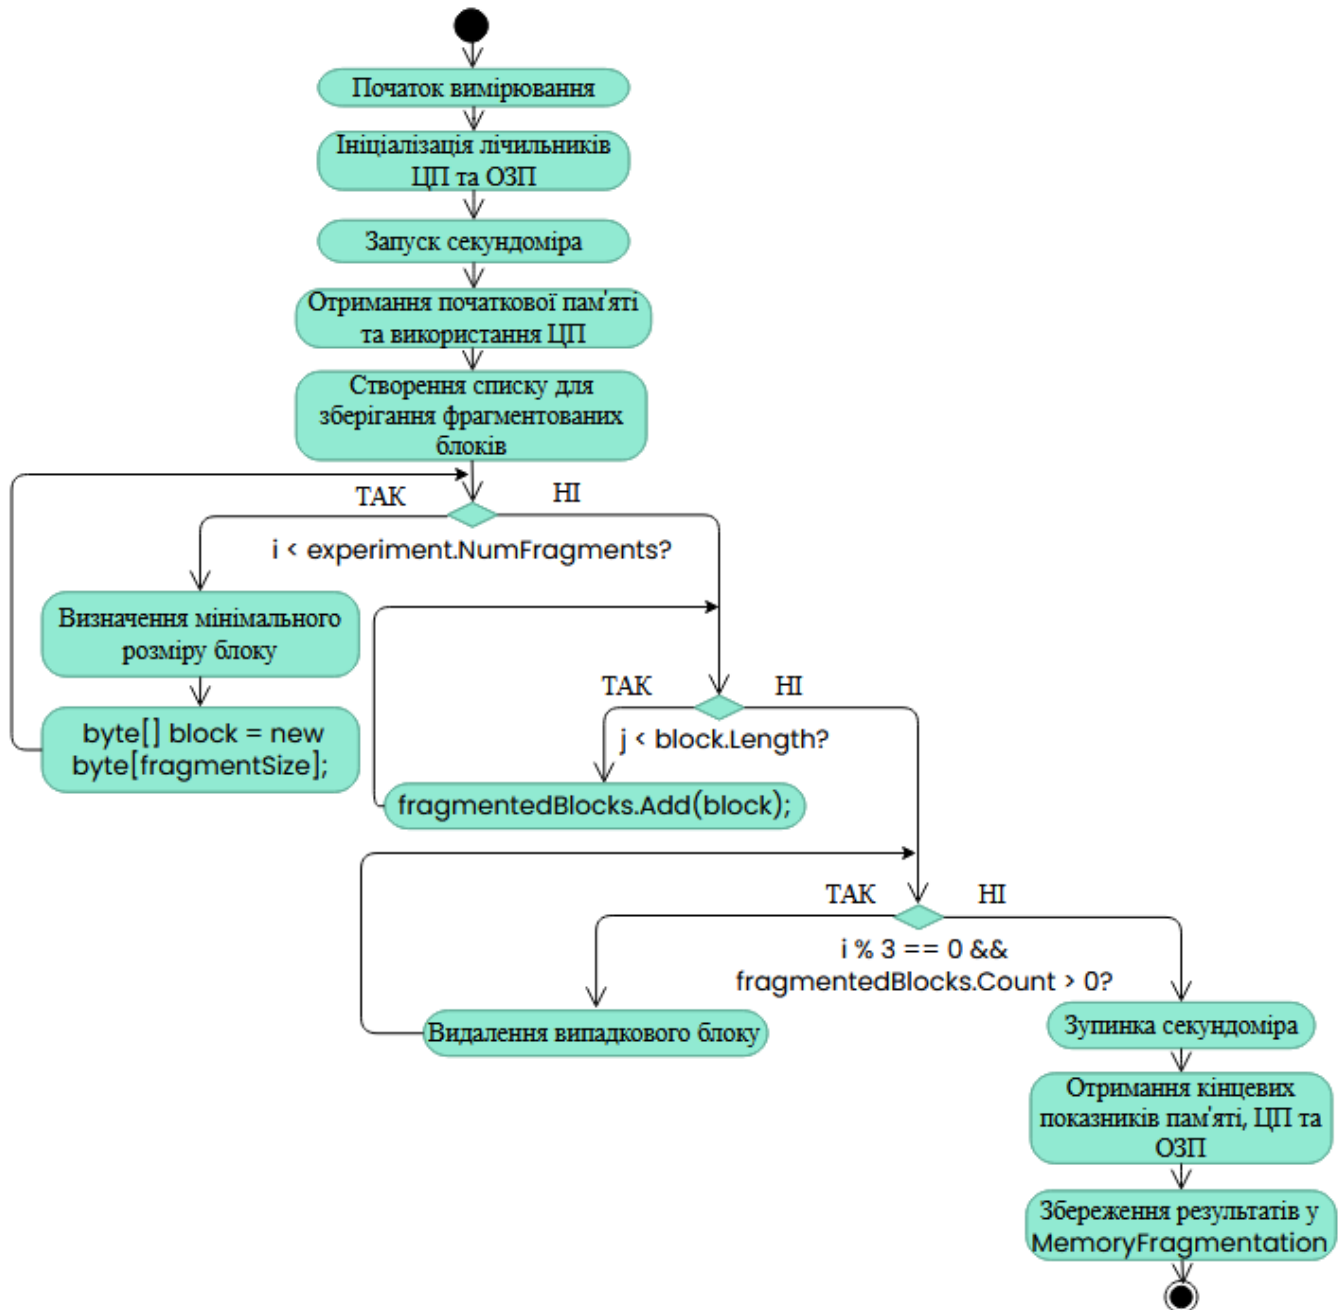 Початок вимірювання
Ініціалізація лічильників
ЦП та ОЗП
Запуск секундоміра
Отримання початкової пам'яті
та використання ЦП
Створення списку для
зберігання фрагментованих
блоків
ТАК
НІ
i < experiment.NumFragments?
Визначення мінімального
розміру блоку
byte[] block = new
byte[fragmentSize];
ТАК
НІ
j < block.Length?
fragmentedBlocks.Add(block);
ТАК
НІ
i % 3 == 0 &&
fragmentedBlocks.Count > 0?
Видалення випадкового блоку
Зупинка секундоміра
Отримання кінцевих
показників пам'яті, ЦП та
ОЗП
Збереження результатів у
MemoryFragmentation